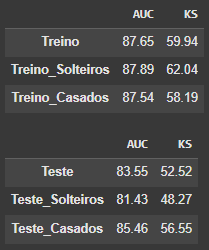 AUC KS
Treino 87.65 59.94
Treino_Solteiros 87.89 62.04
Treino_Casados 87.54 58.19
AUC KS
Teste 83.55 52.52
Teste_Solteiros 81.43 48.27
Teste_Casados 85.46 56.55